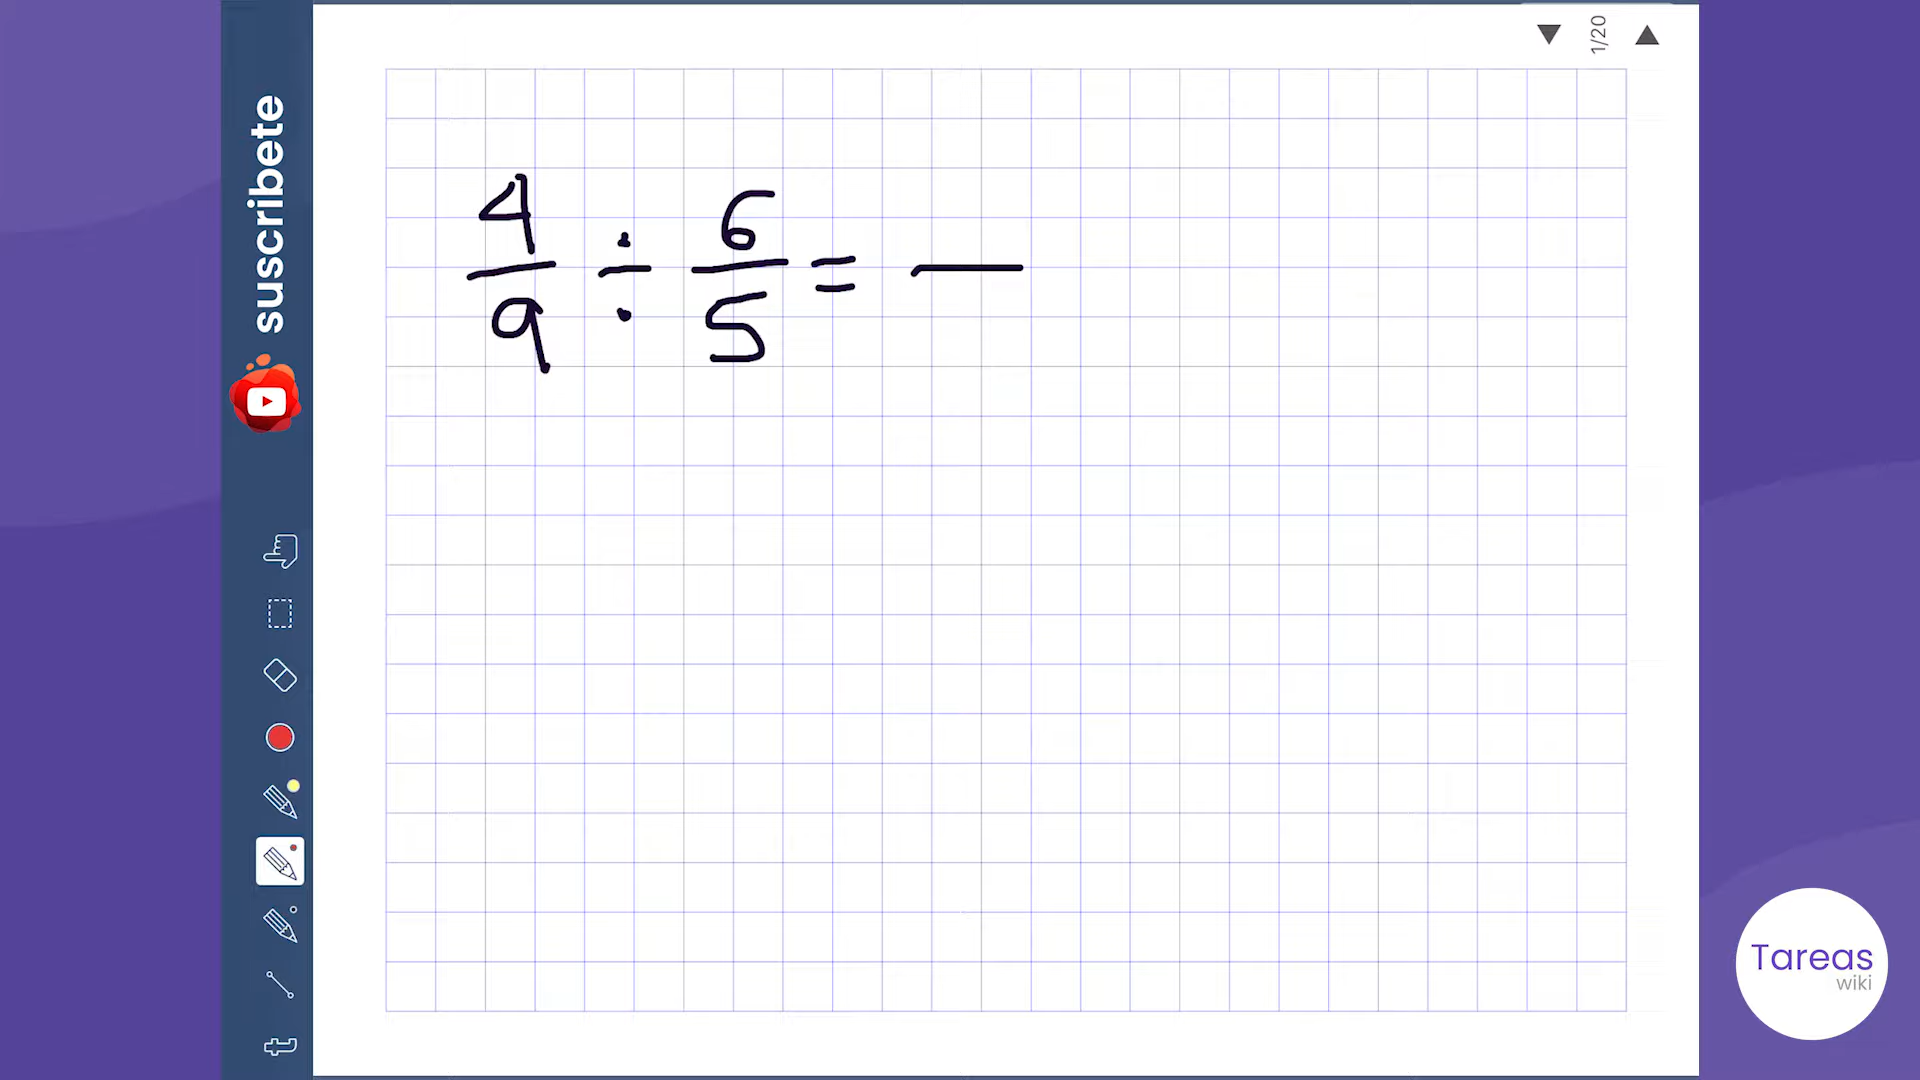 1/20
suscribete
4/9 ÷ 6/5 = —
Tareas
wiki